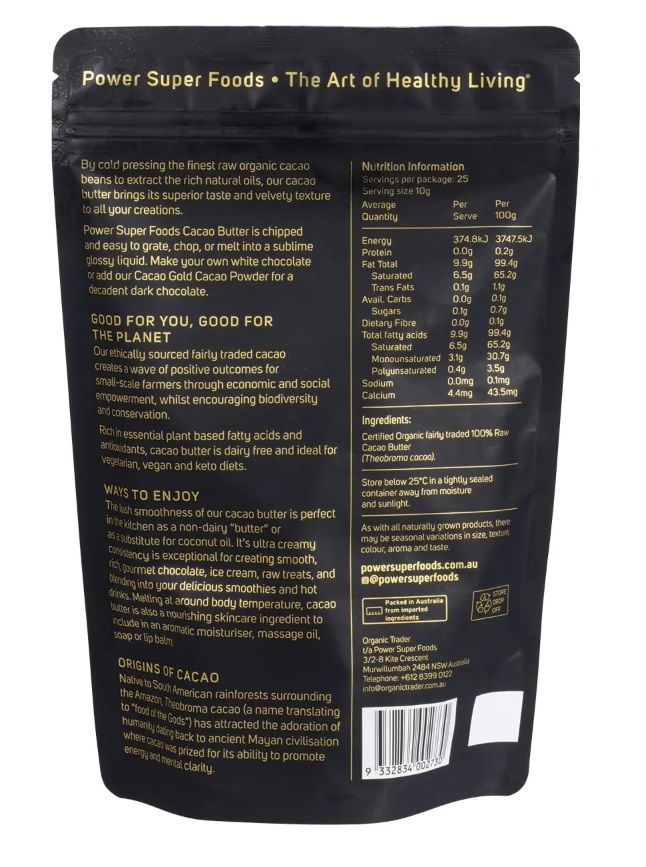 Power Super Foods • The Art of Healthy Living®
By cold pressing the finest raw organic cacao
beans to extract the rich natural oils, our cacao
butter brings its superior taste and velvety texture
to all your creations.
Power Super Foods Cacao Butter is chipped
and easy to grate, chop, or melt into a sublime
glossy liquid. Make your own white chocolate
or add our Cacao Gold Cacao Powder for a
decadent dark chocolate.
GOOD FOR YOU, GOOD FOR
THE PLANET
Our ethically sourced fairly traded cacao
creates a wave of positive outcomes for
small-scale farmers through economic and social
empowerment, whilst encouraging biodiversity
and conservation.
Rich in essential plant based fatty acids and
antioxidants, cacao butter is dairy free and ideal for
vegetarian, vegan and keto diets.
WAYS TO ENJOY
The lush smoothness of our cacao butter is perfect
in the kitchen as a non-dairy "butter" or
as a substitute for coconut oil. It's ultra creamy
consistency is exceptional for creating smooth,
rich, gourmet chocolate, ice cream, raw treats, and
blending into your delicious smoothies and hot
drinks. Melting at around body temperature, cacao
butter is also a nourishing skincare ingredient to
include in an aromatic moisturiser, massage oil,
soap or lip balm.
ORIGINS OF CACAO
Native to South American rainforests surrounding
the Amazon, Theobroma cacao (a name translating
to "food of the Gods") has attracted the adoration of
humanity dating back to ancient Mayan civilisation
where cacao was prized for its ability to promote
energy and mental clarity.
Nutrition Information
Servings per package: 25
Serving size 10g
Average Per Per
Quantity Serve 100g
Energy 374.8kJ 3747.5kJ
Protein 0.0g 0.2g
Fat Total 9.9g 99.4g
Saturated 6.5g 65.2g
Trans Fats 0.1g 1.1g
Avail. Carbs 0.0g 0.1g
Sugars 0.1g 0.7g
Dietary Fibre 0.0g 0.1g
Total fatty acids 9.9g 99.4g
Saturated 6.5g 65.2g
Monounsaturated 3.1g 30.7g
Polyunsaturated 0.4g 3.5g
Sodium 0.0mg 0.1mg
Calcium 4.4mg 43.5mg
Ingredients:
Certified Organic fairly traded 100% Raw
Cacao Butter
(Theobroma cacao).
Store below 25°C in a tightly sealed
container away from moisture
and sunlight.
As with all naturally grown products, there
may be seasonal variations in size, texture,
colour, aroma and taste.
powersuperfoods.com.au
@powersuperfoods
Packed in Australia
from imported
ingredients
STORE
DROP
OFF
Organic Trader
t/a Power Super Foods
3/2-8 Kite Crescent
Murwillumbah 2484 NSW Australia
Telephone: +612 8399 0122
info@organictrader.com.au
9 332834 002730